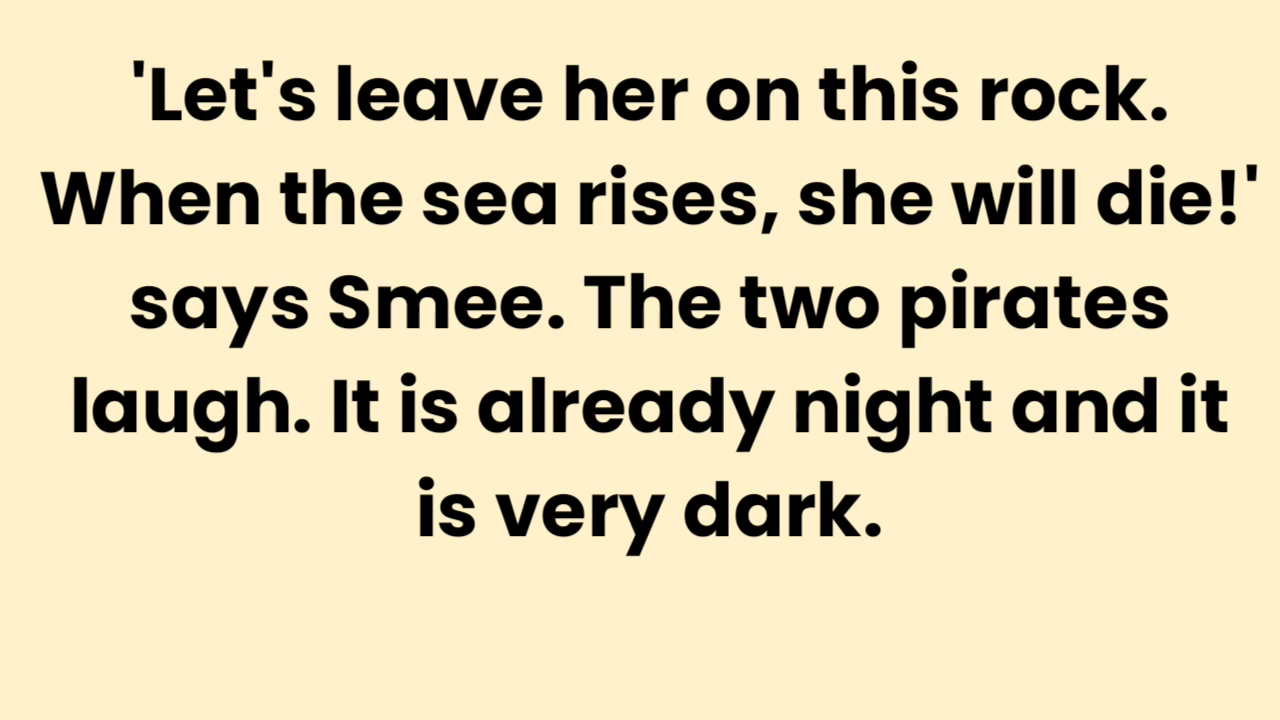 'Let's leave her on this rock.
When the sea rises, she will die!'
says Smee. The two pirates
laugh. It is already night and it
is very dark.